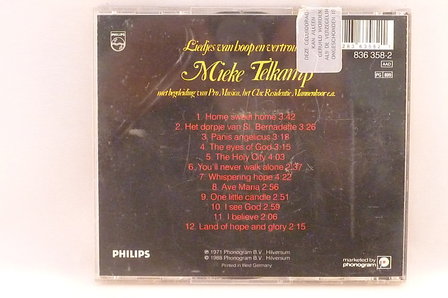 PHILIPS
Liedjes van hoop en vertrou
Mieke Telkamp
met begeleiding van Pro Musica, het Chr. Residentie Mannenkoor e.a.
836 358-2
AAD
1. Home sweet home 3.42
2. Het dorpje van St. Bernadette 3.26
3. Panis angelicus 3.18
4. The eyes of God 3.15
5. The Holy City 4.03
6. You'll never walk alone 2.37
7. Whispering hope 4.22
8. Ave Maria 2.56
9. One little candle 2.51
10. I see God 2.59
11. I believe 2.06
12. Land of hope and glory 2.15
PHILIPS
℗ 1971 Phonogram B.V., Hilversum
© 1988 Phonogram B.V., Hilversum
Printed in West Germany
marketed by
phonogram